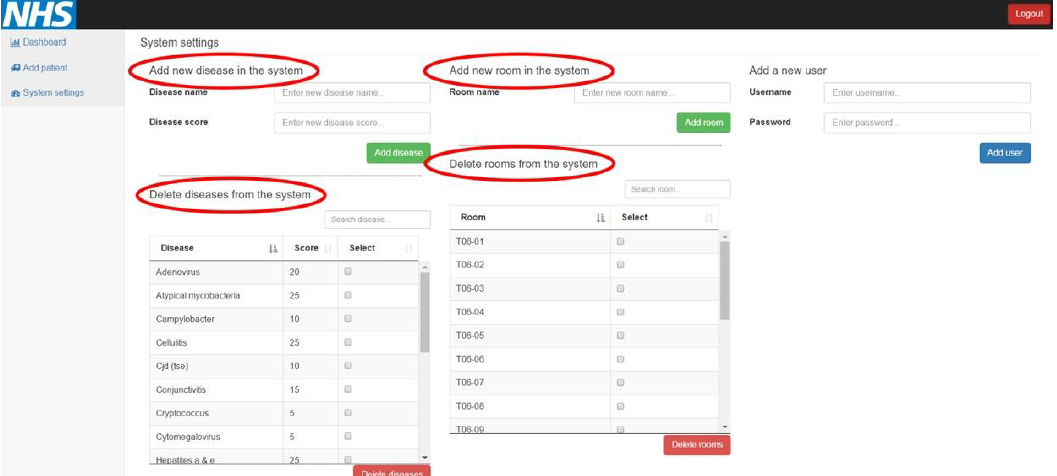 NHS
Logout
Dashboard
Add patient
System settings
System settings
Add new disease in the system
Disease name
Enter new disease name...
Disease score
Enter new disease score...
Add disease
Delete diseases from the system
Search disease...
Disease Score Select
Adenovirus 20
Atypical mycobacteria 25
Campylobacter 10
Cellulitis 25
Cjd (tse) 10
Conjunctivitis 15
Cryptococcus 5
Cytomegalovirus 5
Hepatites a & e 25
Delete diseases
Add new room in the system
Room name
Enter new room name...
Add room
Delete rooms from the system
Search room...
Room Select
T06-01
T06-02
T06-03
T06-04
T06-05
T06-06
T06-07
T06-08
T06-09
Delete rooms
Add a new user
Username
Enter username...
Password
Enter password...
Add user